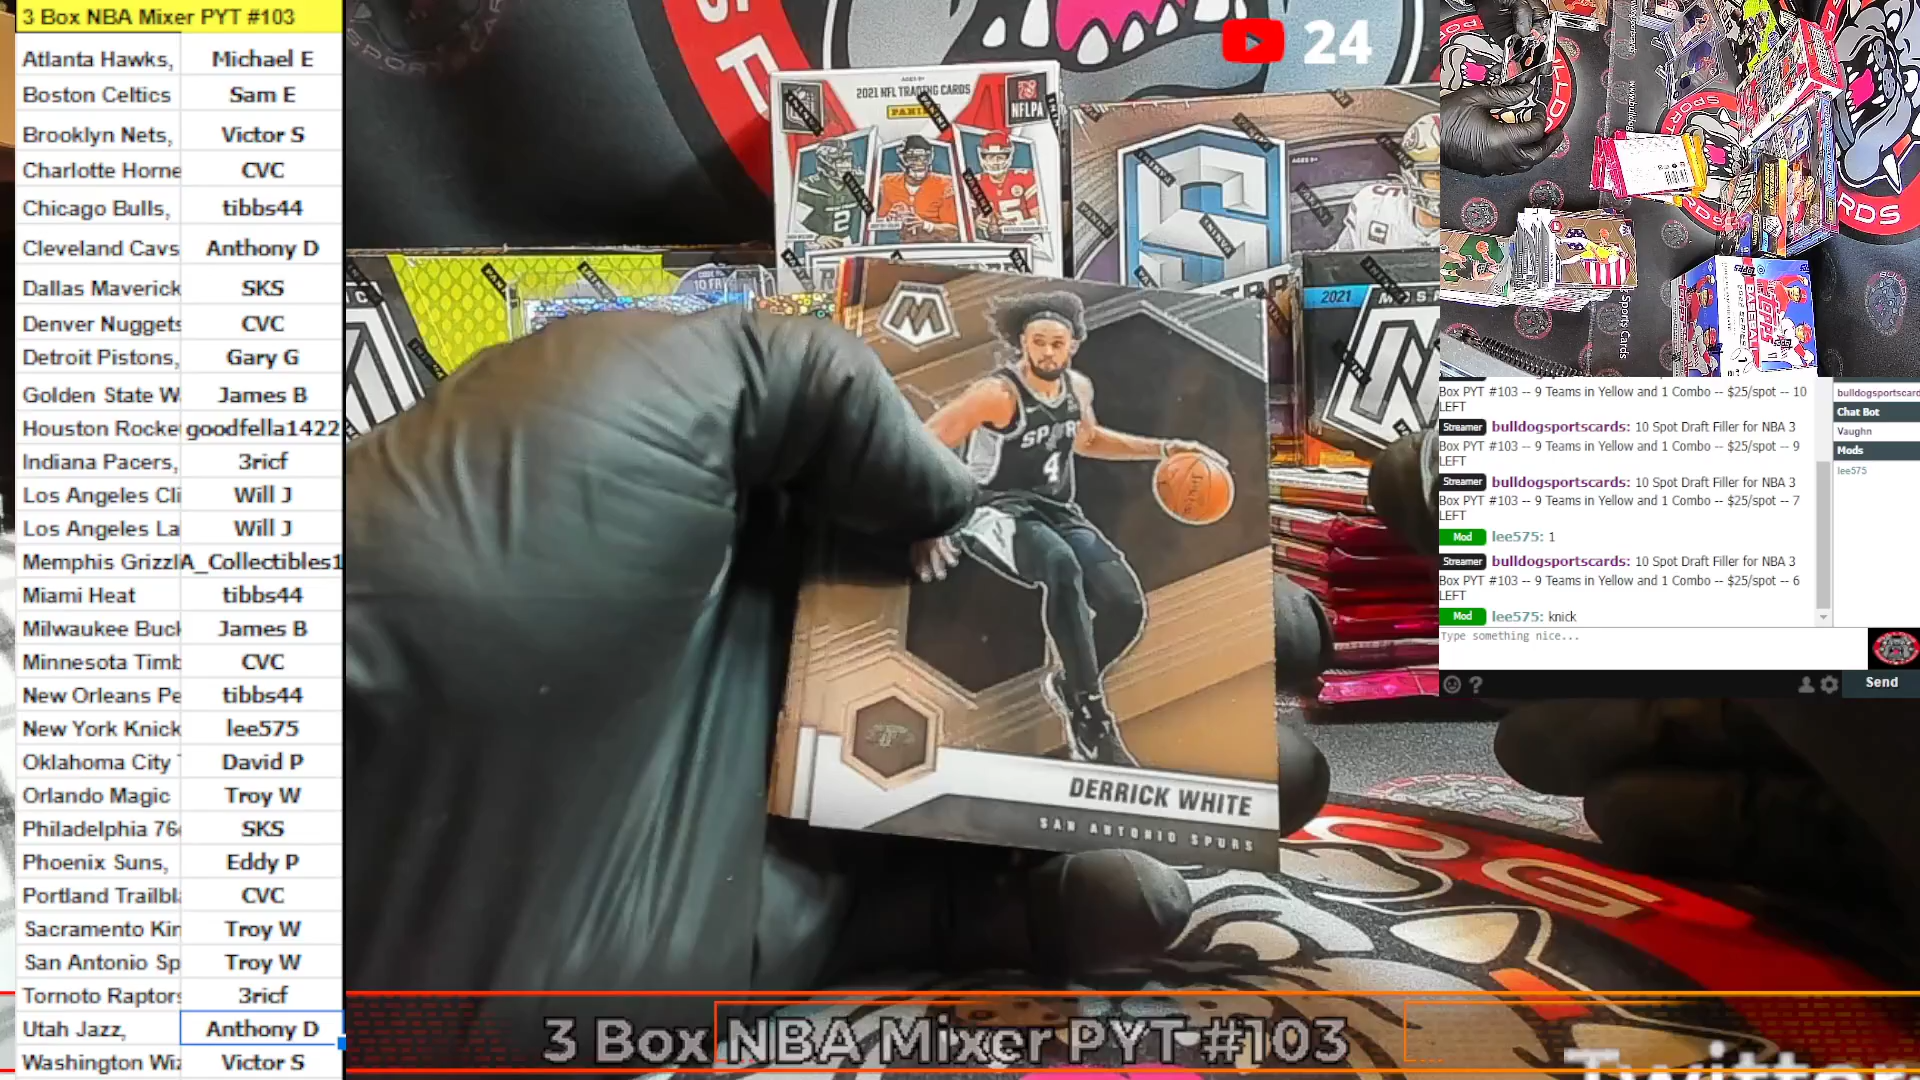 3 Box NBA Mixer PYT #103
Atlanta Hawks, Michael E
Boston Celtics Sam E
Brooklyn Nets, Victor S
Charlotte Horne CVC
Chicago Bulls, tibbs44
Cleveland Cavs Anthony D
Dallas Maverick SKS
Denver Nuggets CVC
Detroit Pistons, Gary G
Golden State W James B
Houston Rocke goodfella1422
Indiana Pacers, 3ricf
Los Angeles Cli Will J
Los Angeles La Will J
Memphis Grizzl A_Collectibles1
Miami Heat tibbs44
Milwaukee Buck James B
Minnesota Timb CVC
New Orleans Pe tibbs44
New York Knick lee575
Oklahoma City David P
Orlando Magic Troy W
Philadelphia 76 SKS
Phoenix Suns, Eddy P
Portland Trailbl CVC
Sacramento Kin Troy W
San Antonio Sp Troy W
Tornoto Raptors 3ricf
Utah Jazz, Anthony D
Washington Wiz Victor S
24
2021 NFL TRADING CARDS
PANINI
NFLPA
2021
SPURS
4
DERRICK WHITE
SAN ANTONIO SPURS
RDS
Sports Cards
TOPPS
BASEBALL
Box PYT #103 -- 9 Teams in Yellow and 1 Combo -- $25/spot -- 10
LEFT
Streamer bulldogsportscards: 10 Spot Draft Filler for NBA 3
Box PYT #103 -- 9 Teams in Yellow and 1 Combo -- $25/spot -- 9
LEFT
Streamer bulldogsportscards: 10 Spot Draft Filler for NBA 3
Box PYT #103 -- 9 Teams in Yellow and 1 Combo -- $25/spot -- 7
LEFT
Mod lee575: 1
Streamer bulldogsportscards: 10 Spot Draft Filler for NBA 3
Box PYT #103 -- 9 Teams in Yellow and 1 Combo -- $25/spot -- 6
LEFT
Mod lee575: knick
Type something nice...
Send
bulldogsportscard
Chat Bot
Vaughn
Mods
lee575
OG
3 Box NBA Mixer PYT #103
Twitter